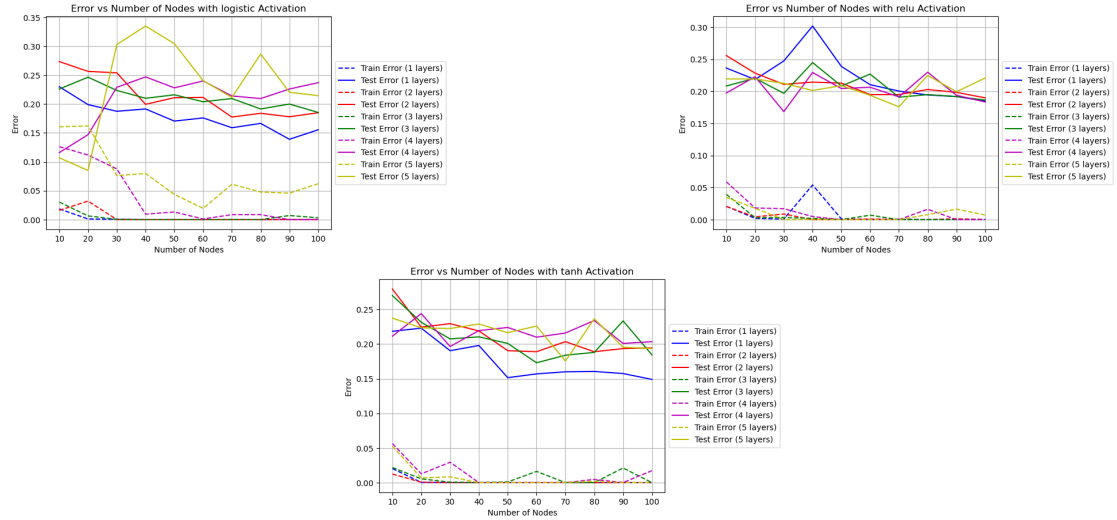 Error vs Number of Nodes with logistic Activation
0.35
0.30
0.25
0.20
0.15
0.10
0.05
0.00
Error
10 20 30 40 50 60 70 80 90 100
Number of Nodes
Train Error (1 layers)
Test Error (1 layers)
Train Error (2 layers)
Test Error (2 layers)
Train Error (3 layers)
Test Error (3 layers)
Train Error (4 layers)
Test Error (4 layers)
Train Error (5 layers)
Test Error (5 layers)
Error vs Number of Nodes with relu Activation
0.30
0.25
0.20
0.15
0.10
0.05
0.00
Error
10 20 30 40 50 60 70 80 90 100
Number of Nodes
Train Error (1 layers)
Test Error (1 layers)
Train Error (2 layers)
Test Error (2 layers)
Train Error (3 layers)
Test Error (3 layers)
Train Error (4 layers)
Test Error (4 layers)
Train Error (5 layers)
Test Error (5 layers)
Error vs Number of Nodes with tanh Activation
0.25
0.20
0.15
0.10
0.05
0.00
Error
10 20 30 40 50 60 70 80 90 100
Number of Nodes
Train Error (1 layers)
Test Error (1 layers)
Train Error (2 layers)
Test Error (2 layers)
Train Error (3 layers)
Test Error (3 layers)
Train Error (4 layers)
Test Error (4 layers)
Train Error (5 layers)
Test Error (5 layers)